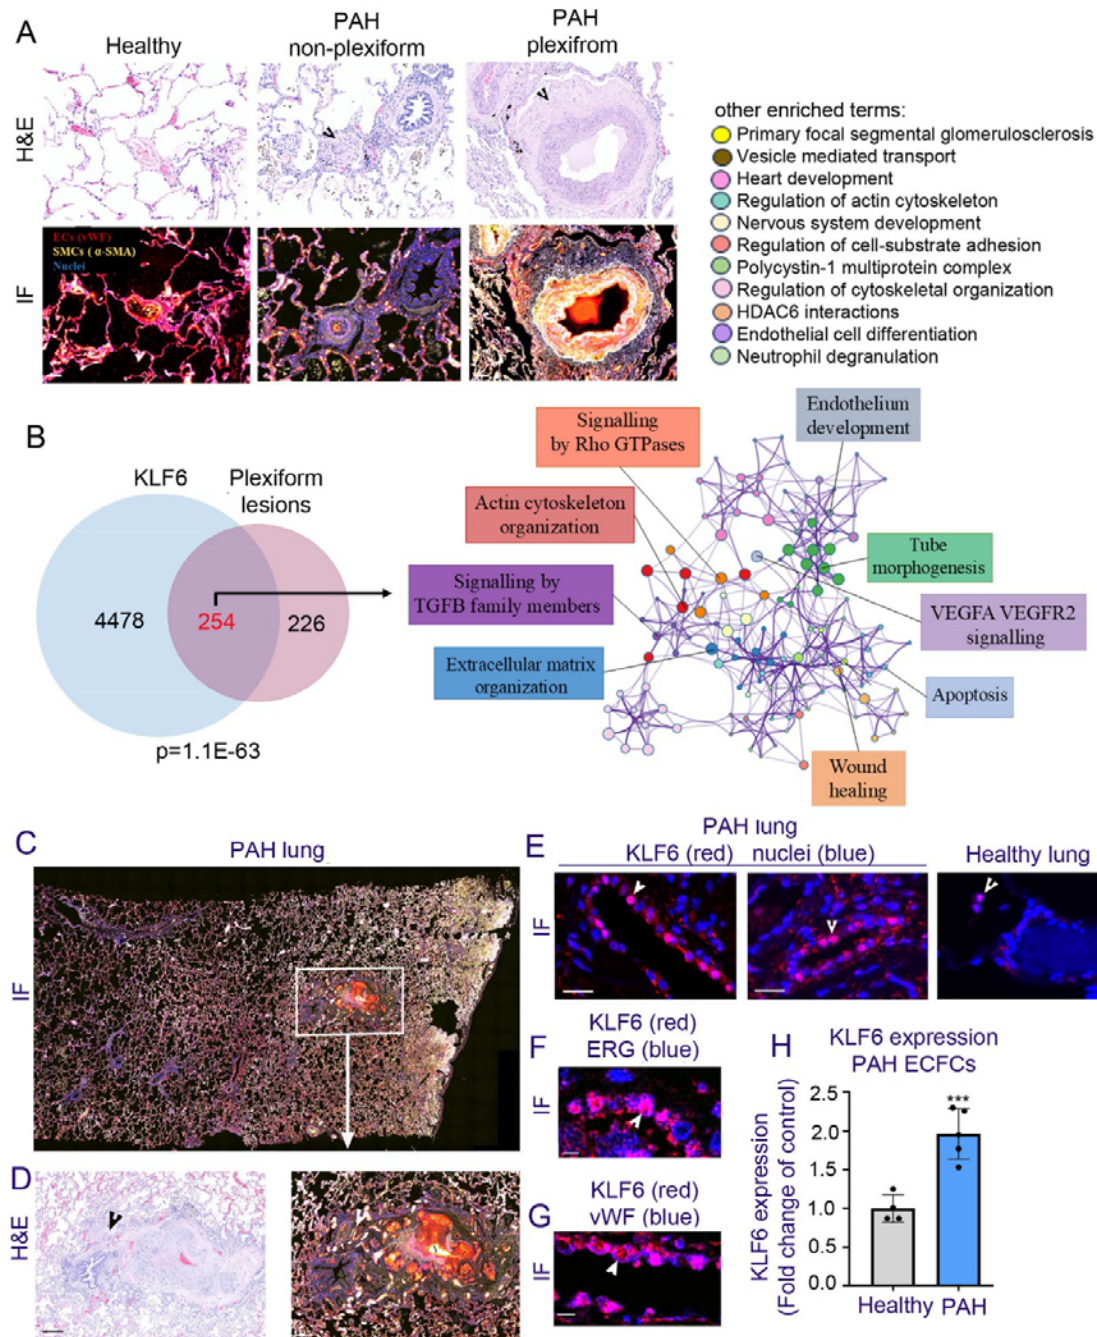 A
Healthy
PAH
non-plexiform
PAH
plexifrom
H&E
IF
ECs (vWF)
SMCs ( α-SMA)
Nuclei
other enriched terms:
Primary focal segmental glomerulosclerosis
Vesicle mediated transport
Heart development
Regulation of actin cytoskeleton
Nervous system development
Regulation of cell-substrate adhesion
Polycystin-1 multiprotein complex
Regulation of cytoskeletal organization
HDAC6 interactions
Endothelial cell differentiation
Neutrophil degranulation
B
KLF6
Plexiform
lesions
4478
254
226
p=1.1E-63
Signalling
by Rho GTPases
Endothelium
development
Actin cytoskeleton
organization
Tube
morphogenesis
Signalling by
TGFB family members
VEGFA VEGFR2
signalling
Extracellular matrix
organization
Apoptosis
Wound
healing
C
PAH lung
IF
D
H&E
E
PAH lung
KLF6 (red) nuclei (blue)
Healthy lung
IF
F
KLF6 (red)
ERG (blue)
IF
G
KLF6 (red)
vWF (blue)
IF
H
KLF6 expression
PAH ECFCs
KLF6 expression
(Fold change of control)
2.5
2.0
1.5
1.0
0.5
0.0
***
Healthy
PAH